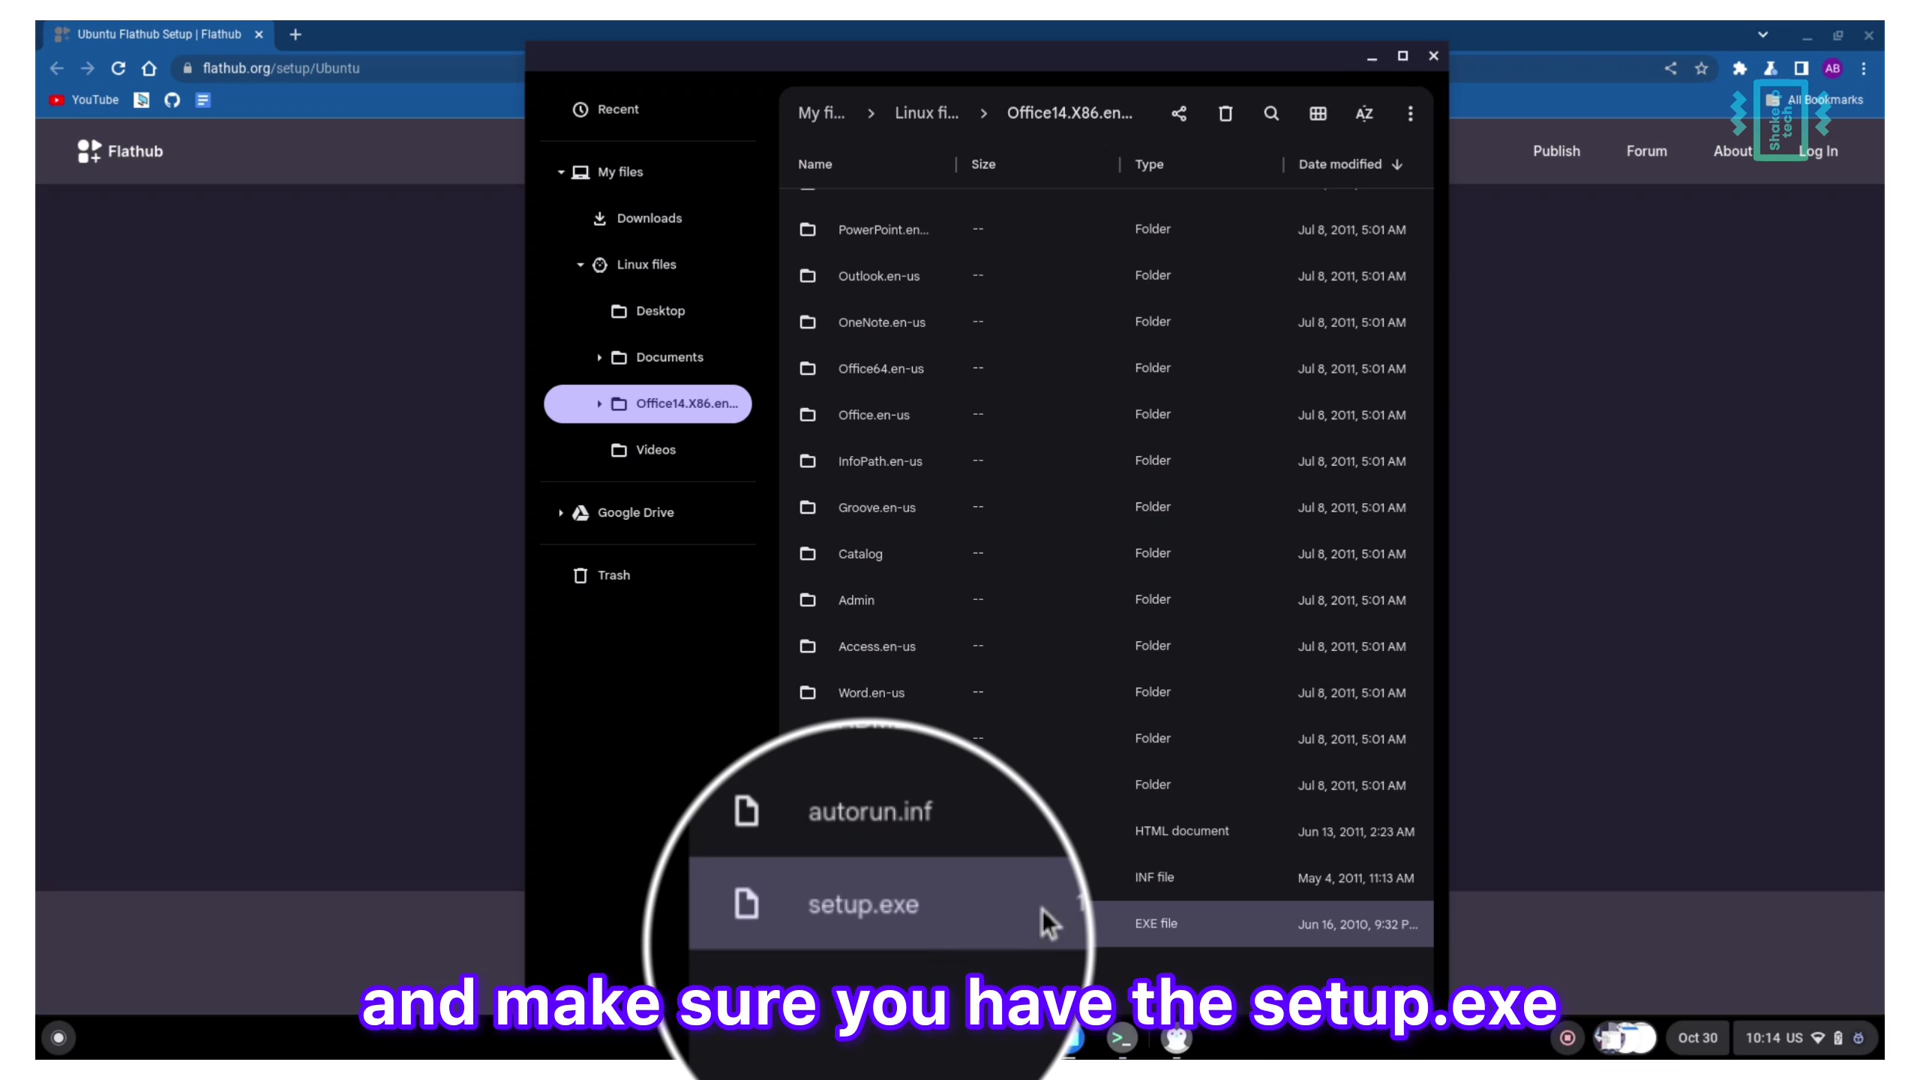 Ubuntu Flathub Setup | Flathub
flathub.org/setup/Ubuntu
AB
YouTube
All Bookmarks
Shake up tech
Flathub
Publish
Forum
About
Log In
Recent
My files
Downloads
Linux files
Desktop
Documents
Office14.X86.en...
Videos
Google Drive
Trash
My fi... > Linux fi... > Office14.X86.en...
AZ
Name Size Type Date modified
PowerPoint.en... -- Folder Jul 8, 2011, 5:01 AM
Outlook.en-us -- Folder Jul 8, 2011, 5:01 AM
OneNote.en-us -- Folder Jul 8, 2011, 5:01 AM
Office64.en-us -- Folder Jul 8, 2011, 5:01 AM
Office.en-us -- Folder Jul 8, 2011, 5:01 AM
InfoPath.en-us -- Folder Jul 8, 2011, 5:01 AM
Groove.en-us -- Folder Jul 8, 2011, 5:01 AM
Catalog -- Folder Jul 8, 2011, 5:01 AM
Admin -- Folder Jul 8, 2011, 5:01 AM
Access.en-us -- Folder Jul 8, 2011, 5:01 AM
Word.en-us -- Folder Jul 8, 2011, 5:01 AM
-- Folder Jul 8, 2011, 5:01 AM
Folder Jul 8, 2011, 5:01 AM
HTML document Jun 13, 2011, 2:23 AM
autorun.inf INF file May 4, 2011, 11:13 AM
setup.exe EXE file Jun 16, 2010, 9:32 P...
and make sure you have the setup.exe
Oct 30
10:14 US